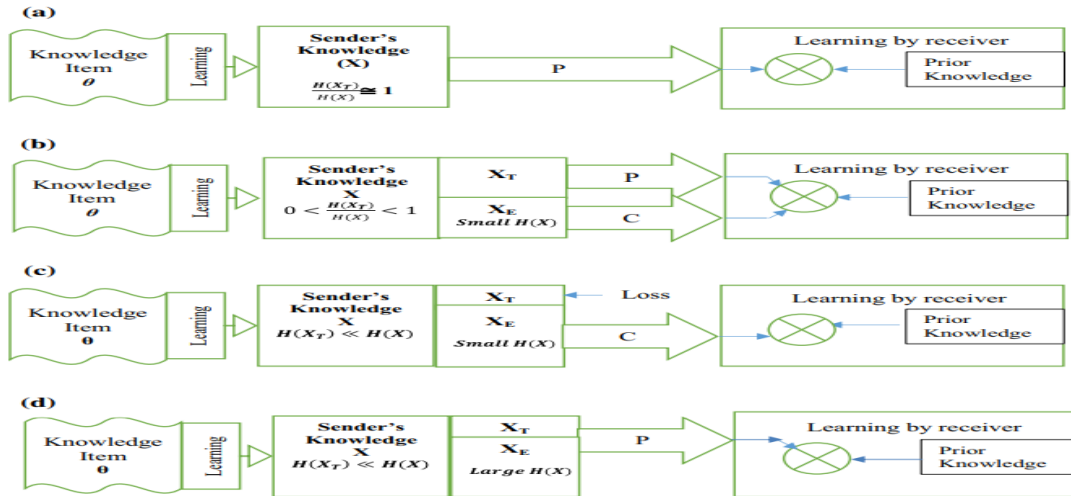 (a)
Knowledge
Item
θ
Learning
Sender's
Knowledge
(X)
H(X_T)/H(X) ≅ 1
P
Learning by receiver
Prior
Knowledge
(b)
Knowledge
Item
θ
Learning
Sender's
Knowledge
X
0 < H(X_T)/H(X) < 1
X_T
X_E
Small H(X)
P
C
Learning by receiver
Prior
Knowledge
(c)
Knowledge
Item
θ
Learning
Sender's
Knowledge
X
H(X_T) ≪ H(X)
X_T
X_E
Small H(X)
Loss
C
Learning by receiver
Prior
Knowledge
(d)
Knowledge
Item
θ
Learning
Sender's
Knowledge
X
H(X_T) ≪ H(X)
X_T
X_E
Large H(X)
P
Learning by receiver
Prior
Knowledge